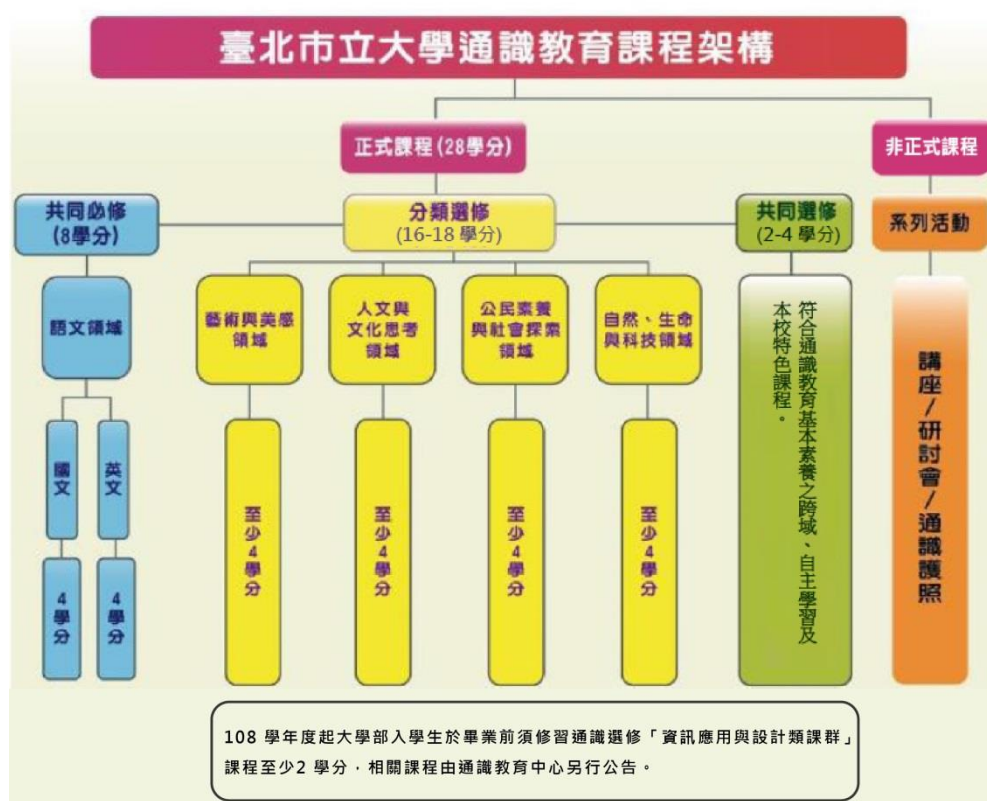 臺北市立大學通識教育課程架構
正式課程(28學分)
非正式課程
共同必修
(8學分)
分類選修
(16-18 學分)
共同選修
(2-4 學分)
系列活動
語文領域
藝術與美感
領域
人文與
文化思考
領域
公民素養
與社會探索
領域
自然、生命
與科技領域
符合通識教育基本素養之跨域、自主學習及
本校特色課程。
講座/研討會/通識護照
國文
英文
4學分
4學分
至少4學分
至少4學分
至少4學分
至少4學分
108 學年度起大學部入學生於畢業前須修習通識選修「資訊應用與設計類課群」
課程至少2 學分，相關課程由通識教育中心另行公告。